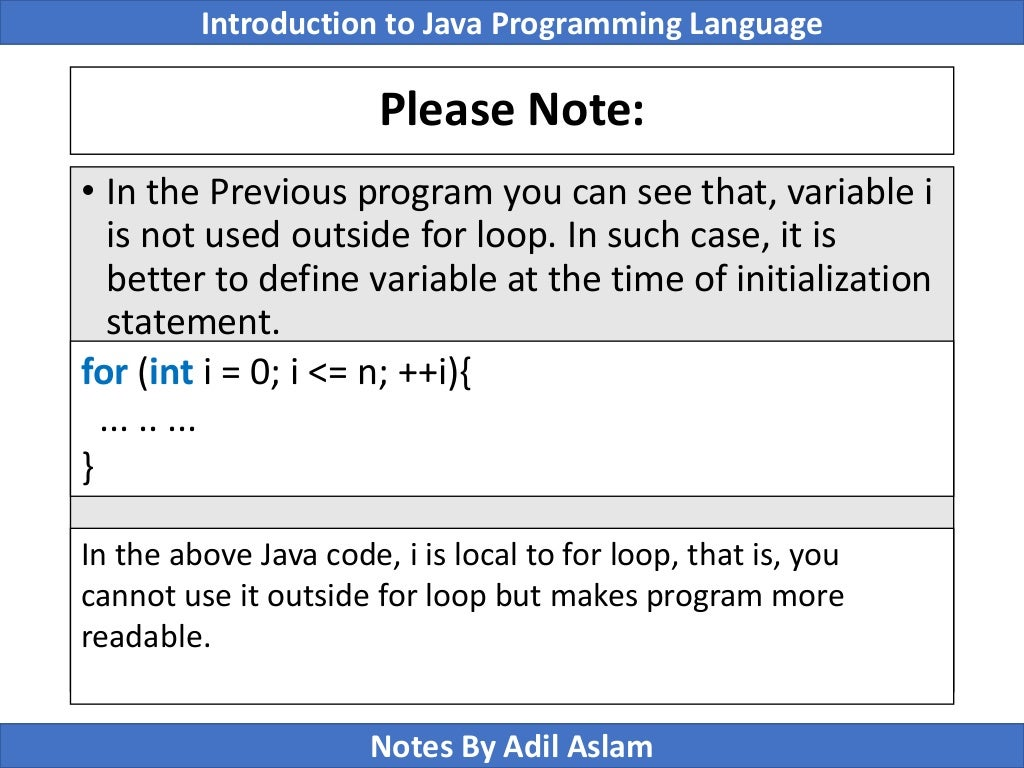 Introduction to Java Programming Language
Please Note:
• In the Previous program you can see that, variable i
is not used outside for loop. In such case, it is
better to define variable at the time of initialization
statement.
for (int i = 0; i <= n; ++i){
... .. ...
}
In the above Java code, i is local to for loop, that is, you
cannot use it outside for loop but makes program more
readable.
Notes By Adil Aslam